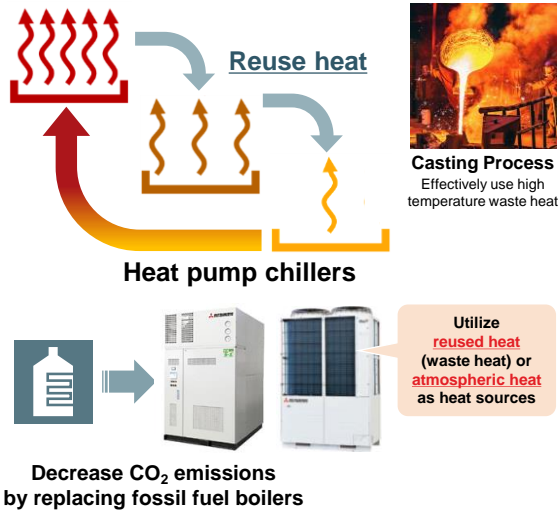 Reuse heat
Casting Process
Effectively use high
temperature waste heat
Heat pump chillers
Utilize
reused heat
(waste heat) or
atmospheric heat
as heat sources
Decrease CO₂ emissions
by replacing fossil fuel boilers